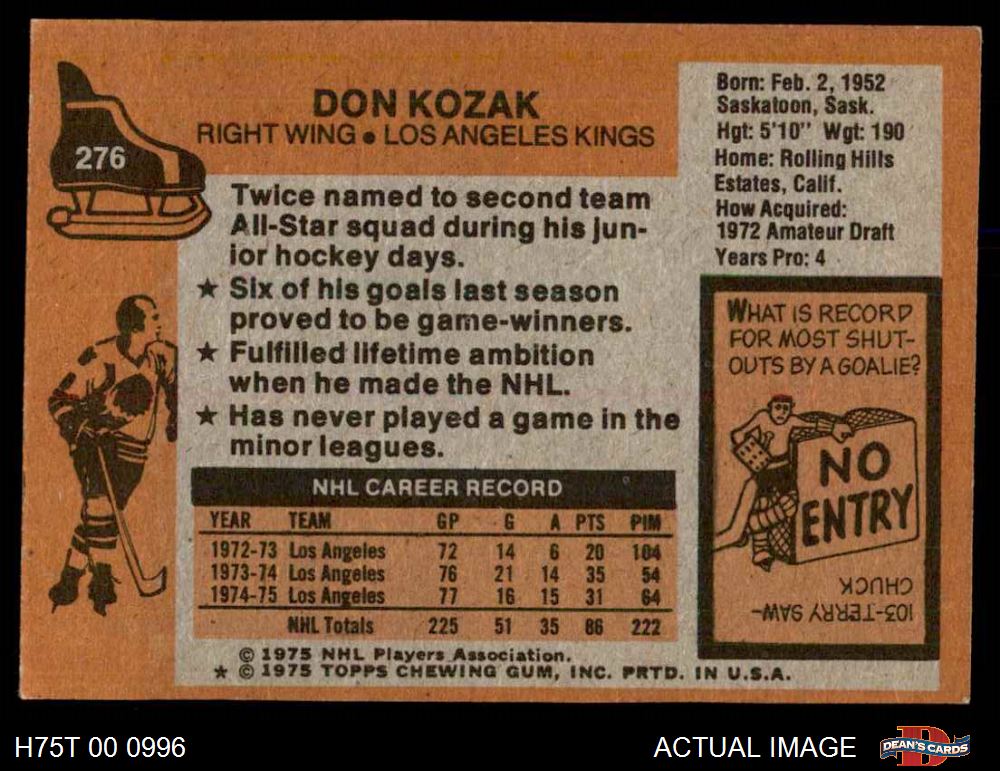 276
DON KOZAK
RIGHT WING ● LOS ANGELES KINGS
Born: Feb. 2, 1952
Saskatoon, Sask.
Hgt: 5'10" Wgt: 190
Home: Rolling Hills
Estates, Calif.
How Acquired:
1972 Amateur Draft
Years Pro: 4
Twice named to second team
All-Star squad during his jun-
ior hockey days.
★ Six of his goals last season
proved to be game-winners.
★ Fulfilled lifetime ambition
when he made the NHL.
★ Has never played a game in the
minor leagues.
NHL CAREER RECORD
YEAR TEAM GP G A PTS PIM
1972-73 Los Angeles 72 14 6 20 104
1973-74 Los Angeles 76 21 14 35 54
1974-75 Los Angeles 77 16 15 31 64
NHL Totals 225 51 35 86 222
© 1975 NHL Players Association.
★ © 1975 TOPPS CHEWING GUM, INC. PRTD. IN U.S.A.
WHAT IS RECORD
FOR MOST SHUT-
OUTS BY A GOALIE?
NO
ENTRY
103-TERRY SAW-
CHUCK
H75T 00 0996
ACTUAL IMAGE
D
DEAN'S CARDS